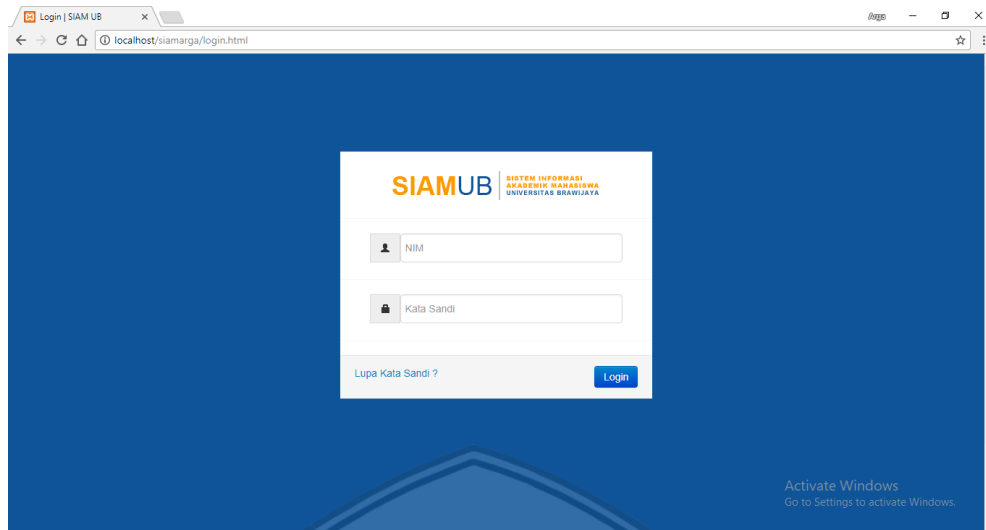 Login | SIAM UB
Arga
localhost/siamarga/login.html
SIAMUB
SISTEM INFORMASI
AKADEMIK MAHASISWA
UNIVERSITAS BRAWIJAYA
NIM
Kata Sandi
Lupa Kata Sandi ?
Login
Activate Windows
Go to Settings to activate Windows.